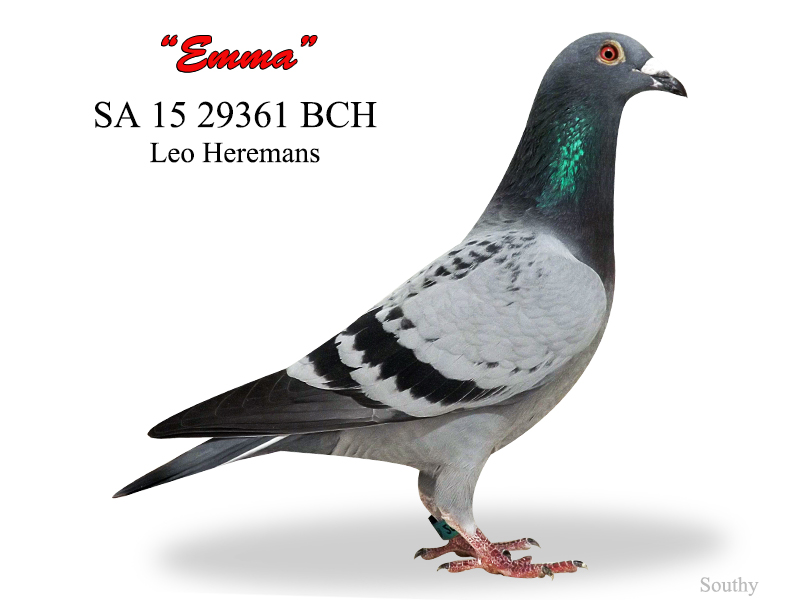 “Emma”
SA 15 29361 BCH
Leo Heremans
Southy